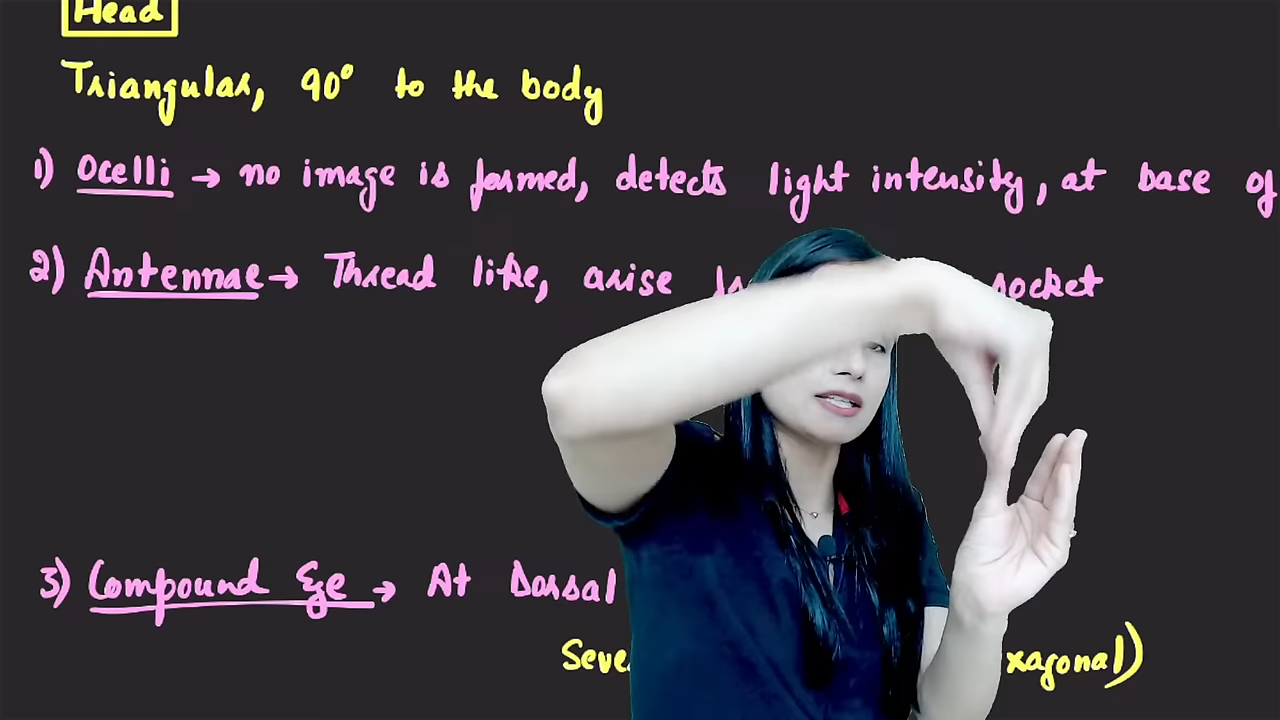 Head
Triangular, 90° to the body
1) Ocelli → no image is formed, detects light intensity, at base of
2) Antennae → Thread like, arise socket
3) Compound Eye → At Dorsal